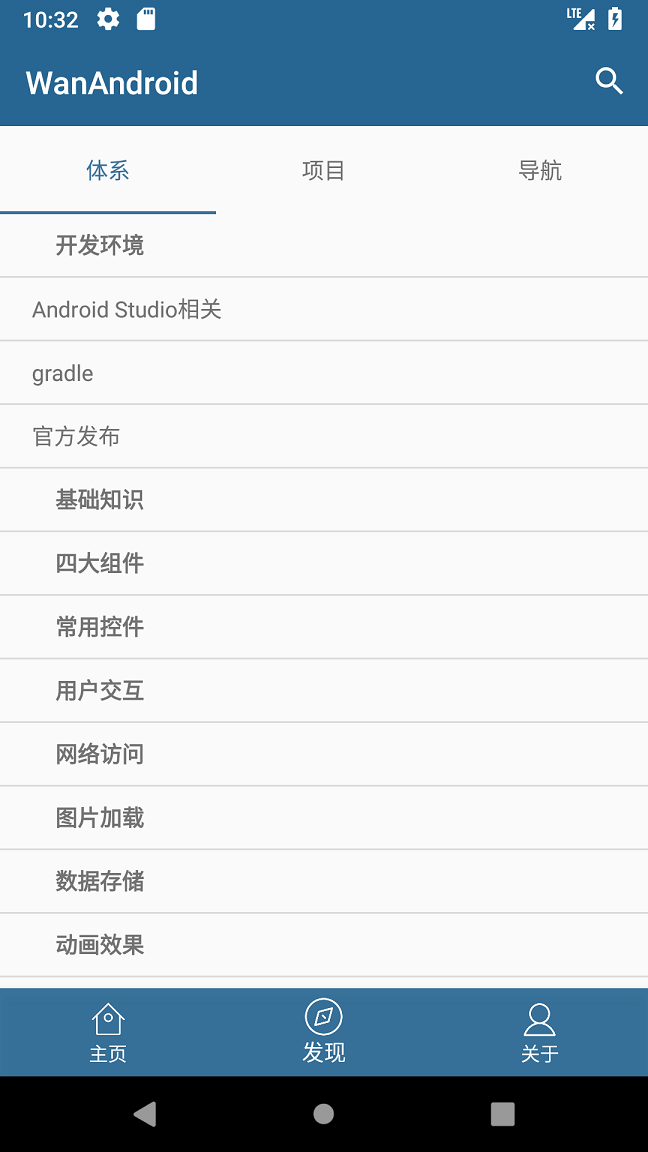 10:32
LTE
WanAndroid
体系
项目
导航
开发环境
Android Studio相关
gradle
官方发布
基础知识
四大组件
常用控件
用户交互
网络访问
图片加载
数据存储
动画效果
主页
发现
关于